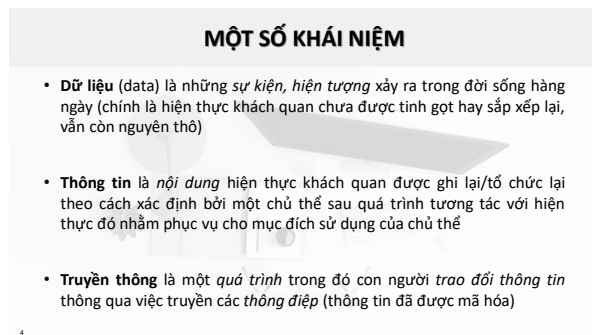 MỘT SỐ KHÁI NIỆM
• Dữ liệu (data) là những sự kiện, hiện tượng xảy ra trong đời sống hàng
ngày (chính là hiện thực khách quan chưa được tinh gọt hay sắp xếp lại,
vẫn còn nguyên thô)
• Thông tin là nội dung hiện thực khách quan được ghi lại/tổ chức lại
theo cách xác định bởi một chủ thể sau quá trình tương tác với hiện
thực đó nhằm phục vụ cho mục đích sử dụng của chủ thể
• Truyền thông là một quá trình trong đó con người trao đổi thông tin
thông qua việc truyền các thông điệp (thông tin đã được mã hóa)
4